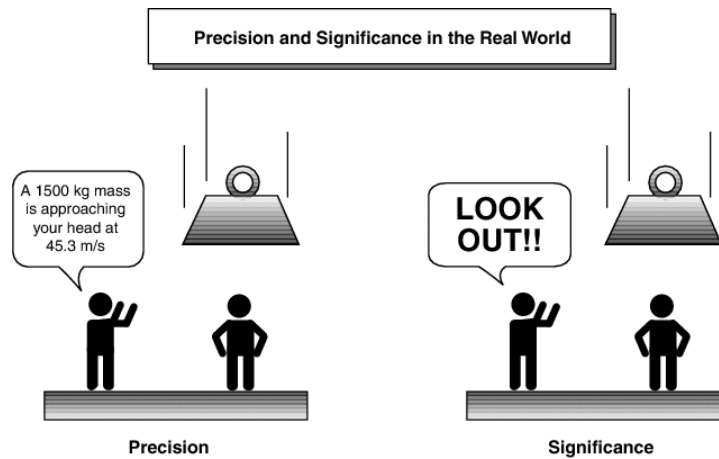 Precision and Significance in the Real World
A 1500 kg mass
is approaching
your head at
45.3 m/s
LOOK
OUT!!
Precision
Significance